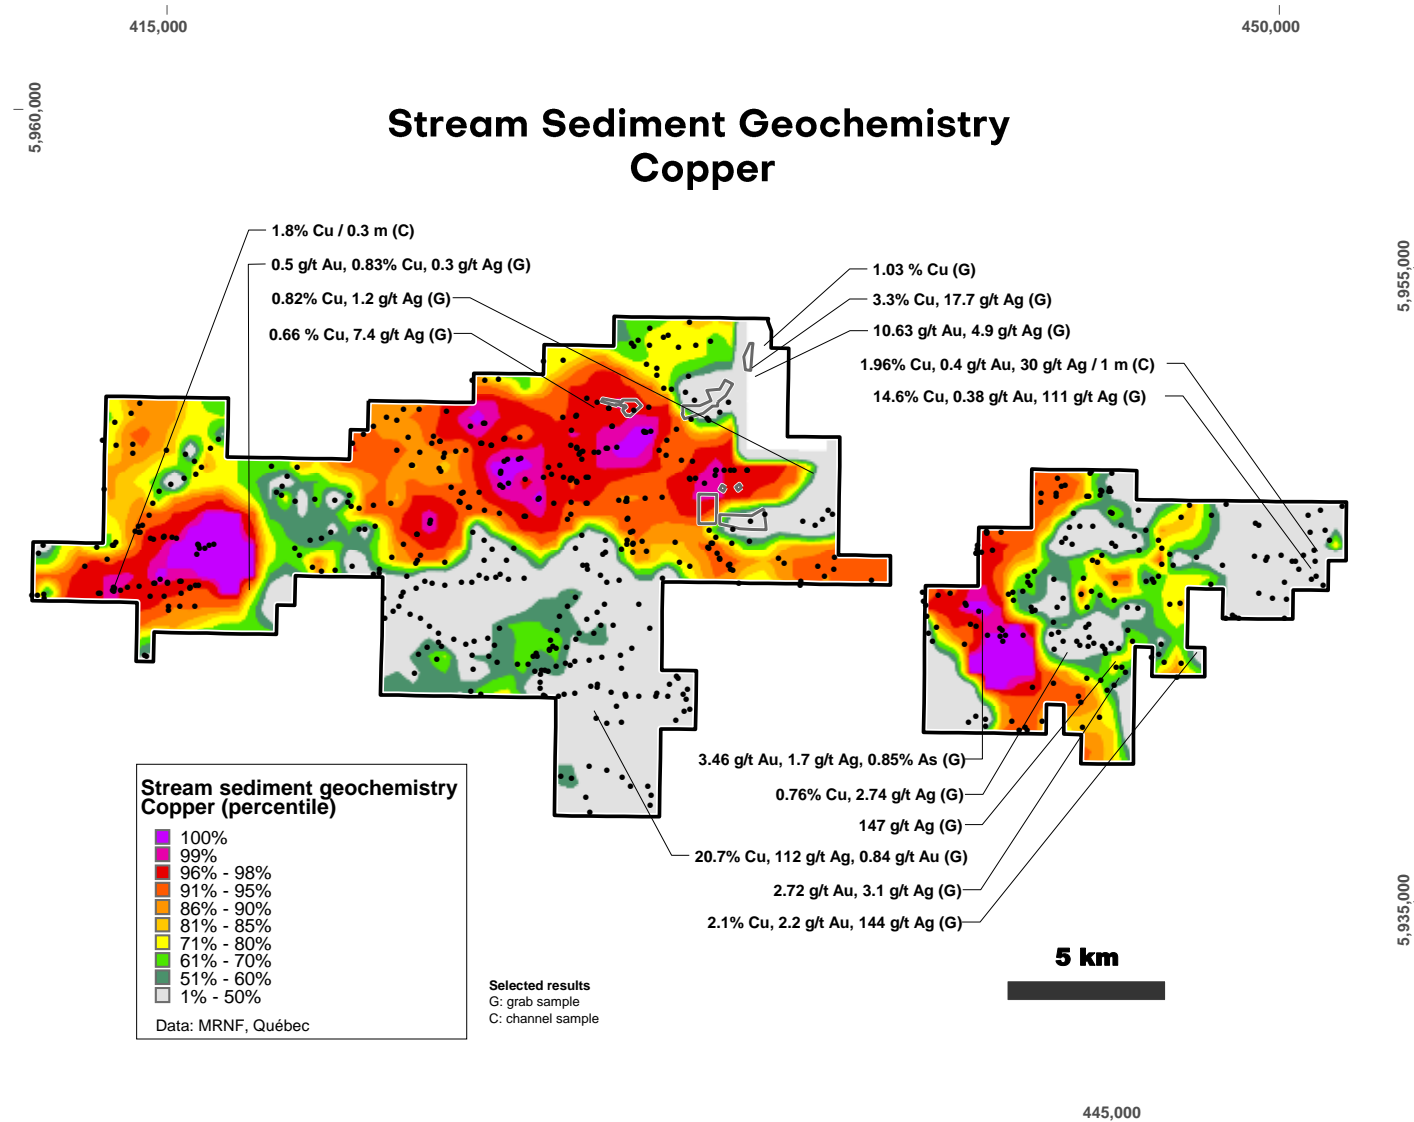 415,000
450,000
5,960,000
Stream Sediment Geochemistry
Copper
1.8% Cu / 0.3 m (C)
0.5 g/t Au, 0.83% Cu, 0.3 g/t Ag (G)
0.82% Cu, 1.2 g/t Ag (G)
0.66 % Cu, 7.4 g/t Ag (G)
1.03 % Cu (G)
3.3% Cu, 17.7 g/t Ag (G)
10.63 g/t Au, 4.9 g/t Ag (G)
1.96% Cu, 0.4 g/t Au, 30 g/t Ag / 1 m (C)
14.6% Cu, 0.38 g/t Au, 111 g/t Ag (G)
5,955,000
3.46 g/t Au, 1.7 g/t Ag, 0.85% As (G)
0.76% Cu, 2.74 g/t Ag (G)
147 g/t Ag (G)
20.7% Cu, 112 g/t Ag, 0.84 g/t Au (G)
2.72 g/t Au, 3.1 g/t Ag (G)
2.1% Cu, 2.2 g/t Au, 144 g/t Ag (G)
5,935,000
Stream sediment geochemistry
Copper (percentile)
100%
99%
96% - 98%
91% - 95%
86% - 90%
81% - 85%
71% - 80%
61% - 70%
51% - 60%
1% - 50%
Data: MRNF, Québec
Selected results
G: grab sample
C: channel sample
5 km
445,000